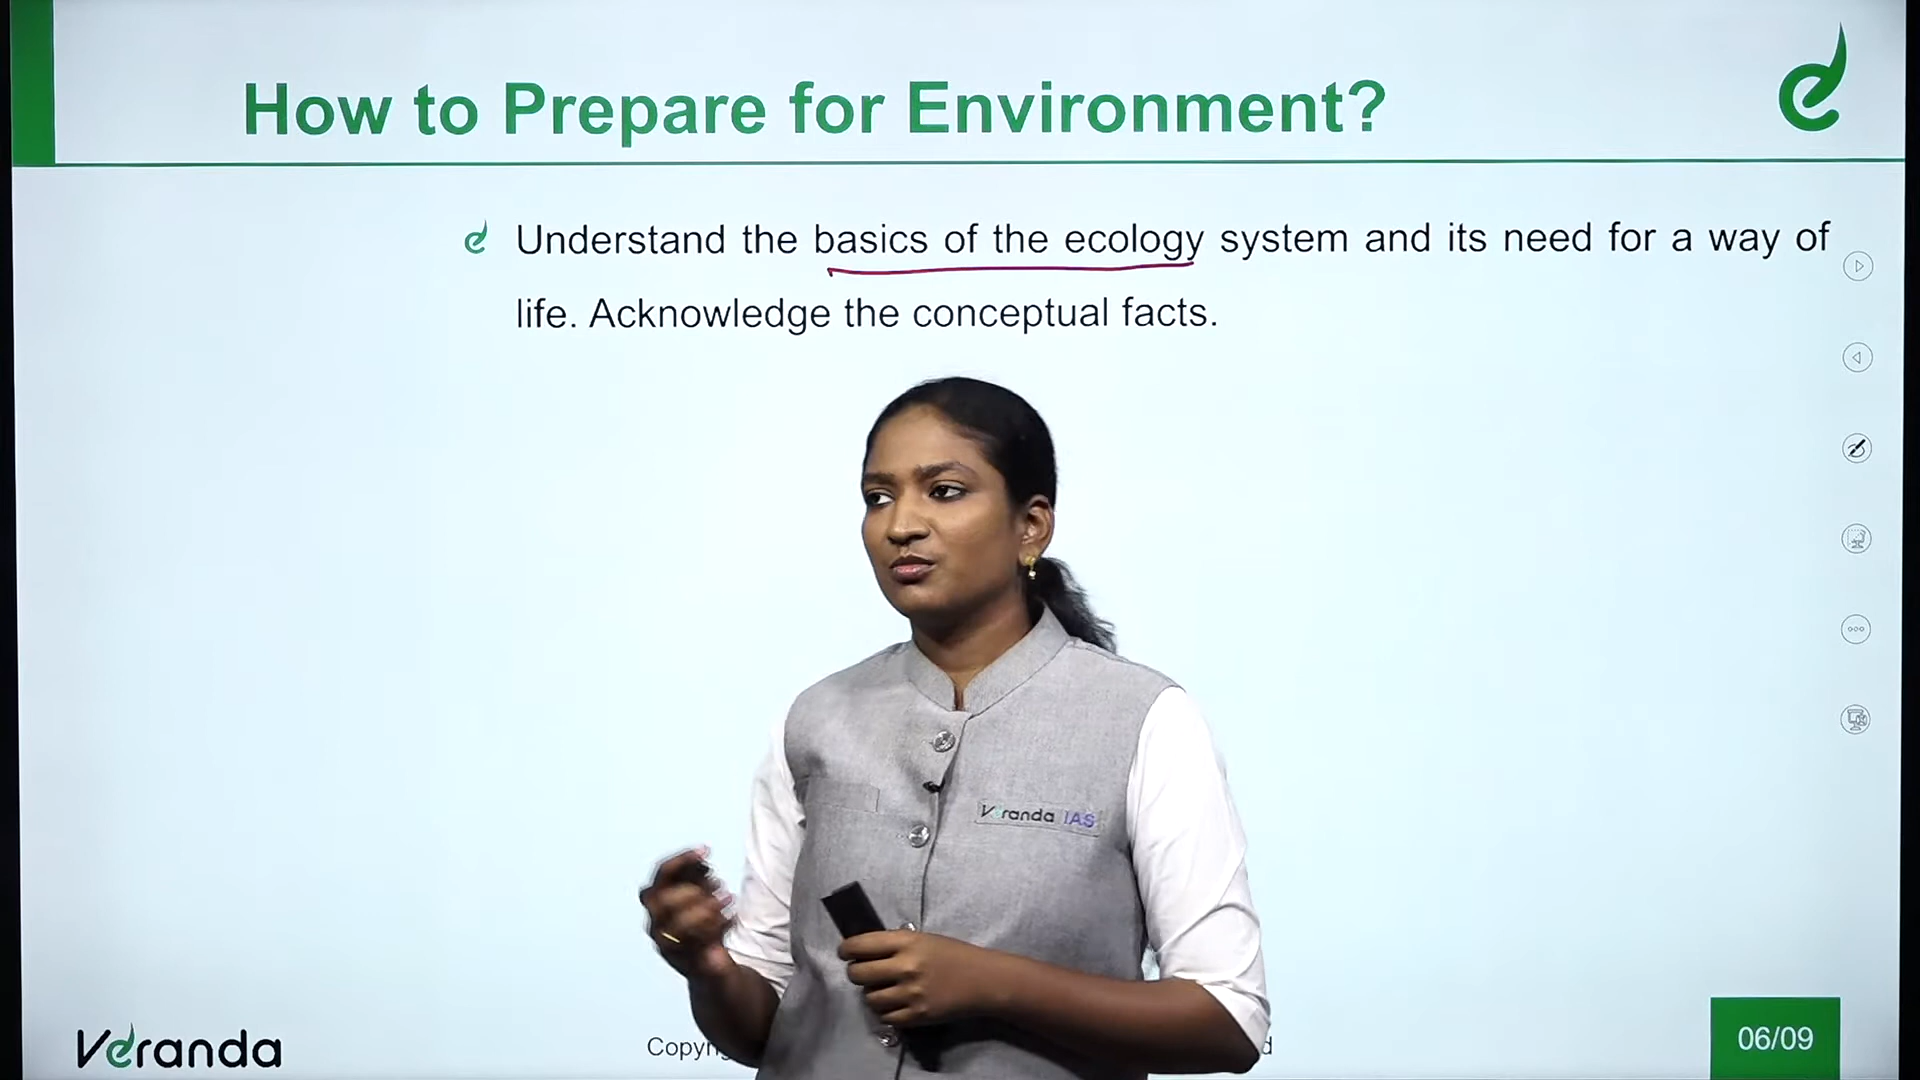 How to Prepare for Environment?
Understand the basics of the ecology system and its need for a way of
life. Acknowledge the conceptual facts.
Veranda IAS
Veranda
06/09